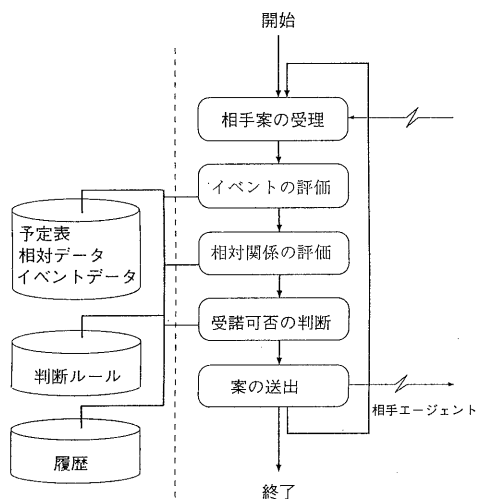 開始
相手案の受理
イベントの評価
予定表
相対データ
イベントデータ
相対関係の評価
受諾可否の判断
判断ルール
案の送出
相手エージェント
履歴
終了